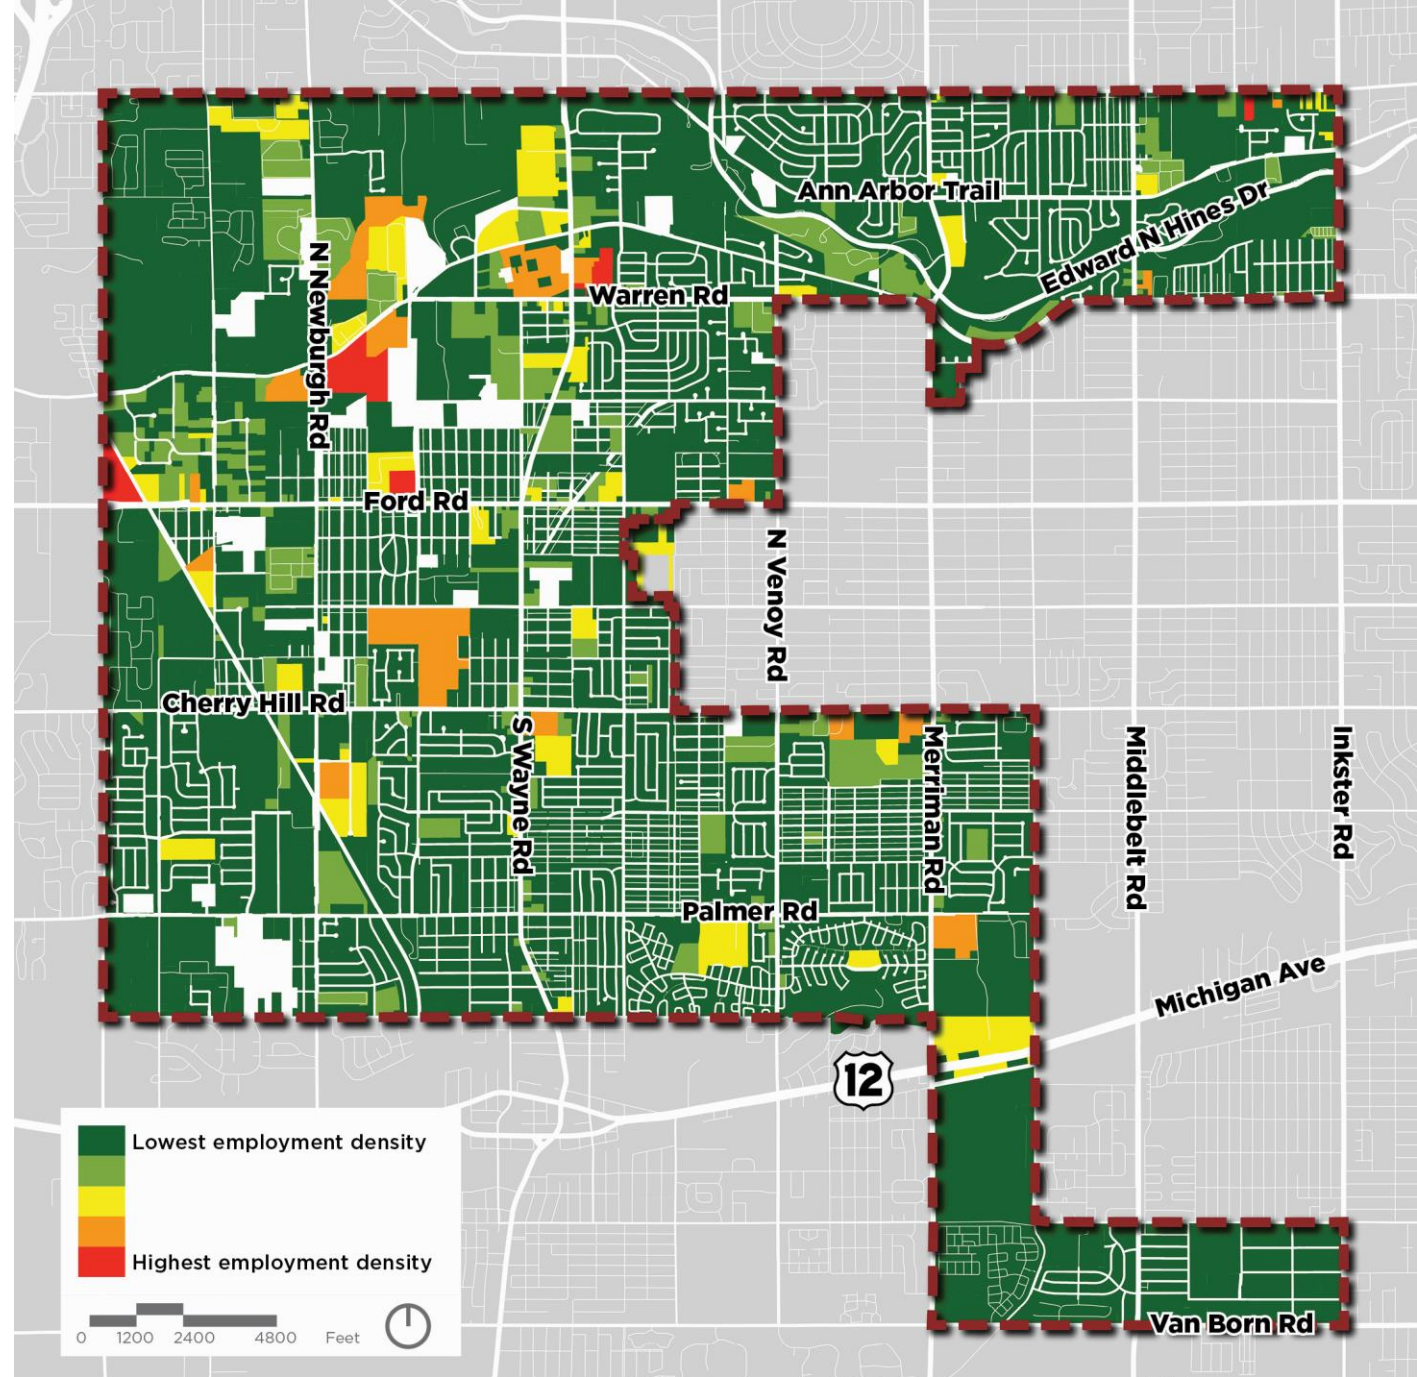 Ann Arbor Trail
Edward N Hines Dr
N Newburgh Rd
Warren Rd
Ford Rd
N Venoy Rd
Cherry Hill Rd
S Wayne Rd
Merriman Rd
Middlebelt Rd
Inkster Rd
Palmer Rd
Michigan Ave
12
Lowest employment density
Highest employment density
0 1200 2400 4800 Feet
Van Born Rd